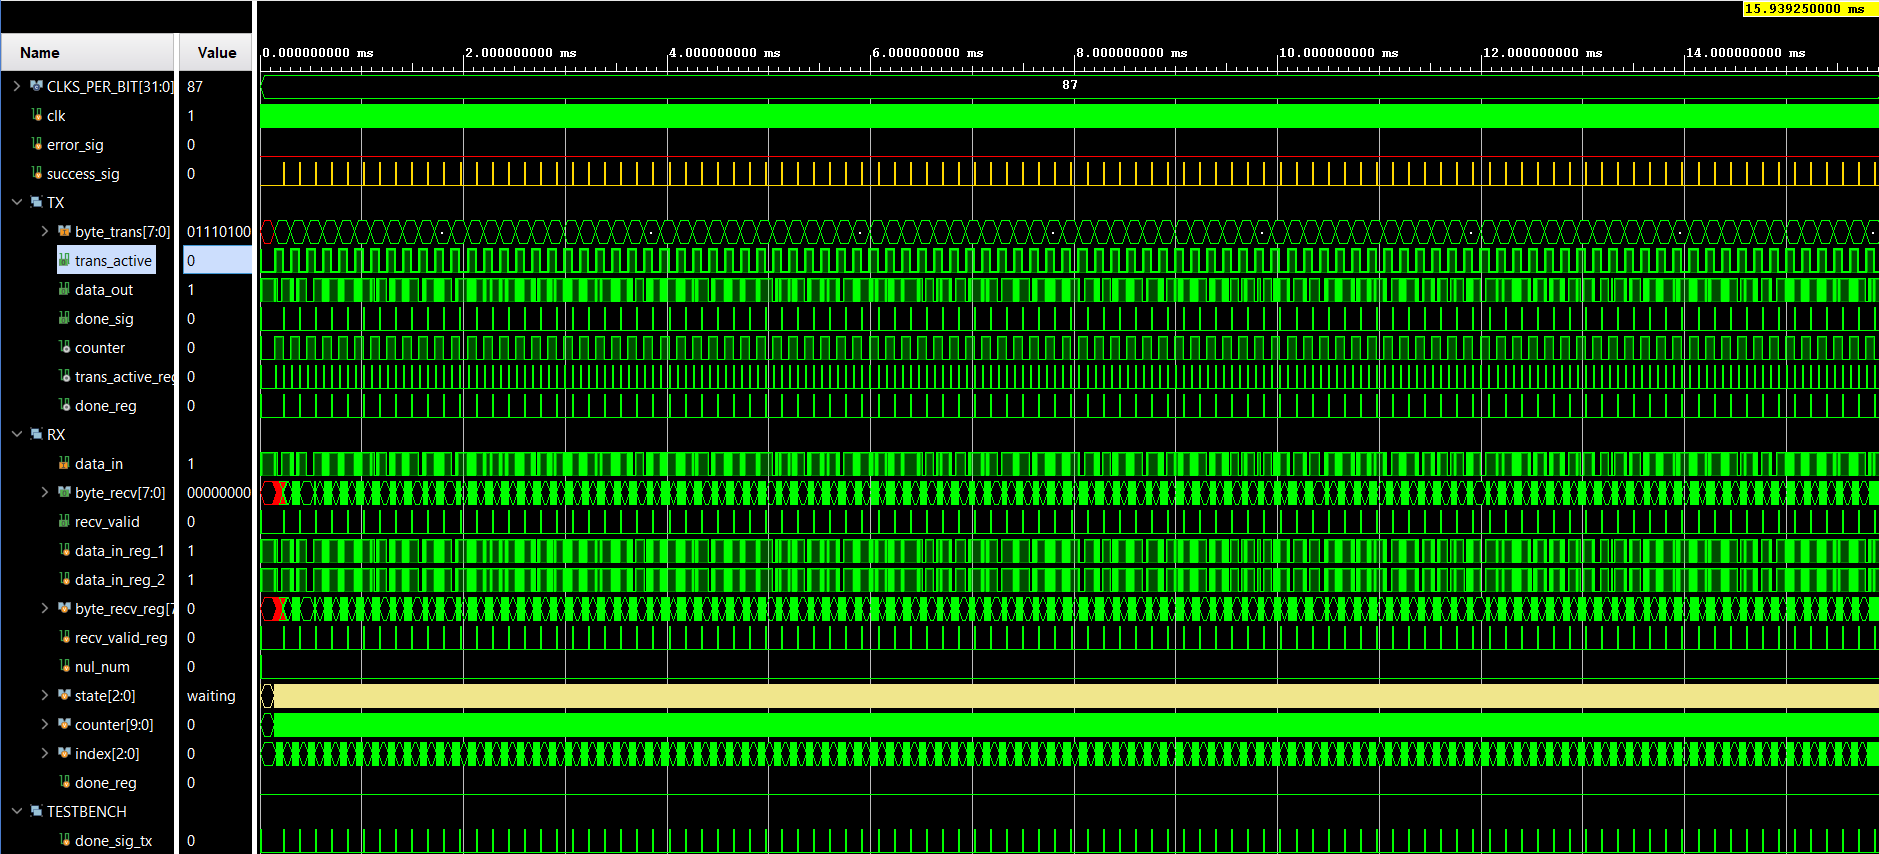 15.939250000 ms
Name Value 0.000000000 ms 2.000000000 ms 4.000000000 ms 6.000000000 ms 8.000000000 ms 10.000000000 ms 12.000000000 ms 14.000000000 ms
CLKS_PER_BIT[31:0] 87 87
clk 1
error_sig 0
success_sig 0
TX
byte_trans[7:0] 01110100
trans_active 0
data_out 1
done_sig 0
counter 0
trans_active_reg 0
done_reg 0
RX
data_in 1
byte_recv[7:0] 00000000
recv_valid 0
data_in_reg_1 1
data_in_reg_2 1
byte_recv_reg[7 0
recv_valid_reg 0
nul_num 0
state[2:0] waiting
counter[9:0] 0
index[2:0] 0
done_reg 0
TESTBENCH
done_sig_tx 0